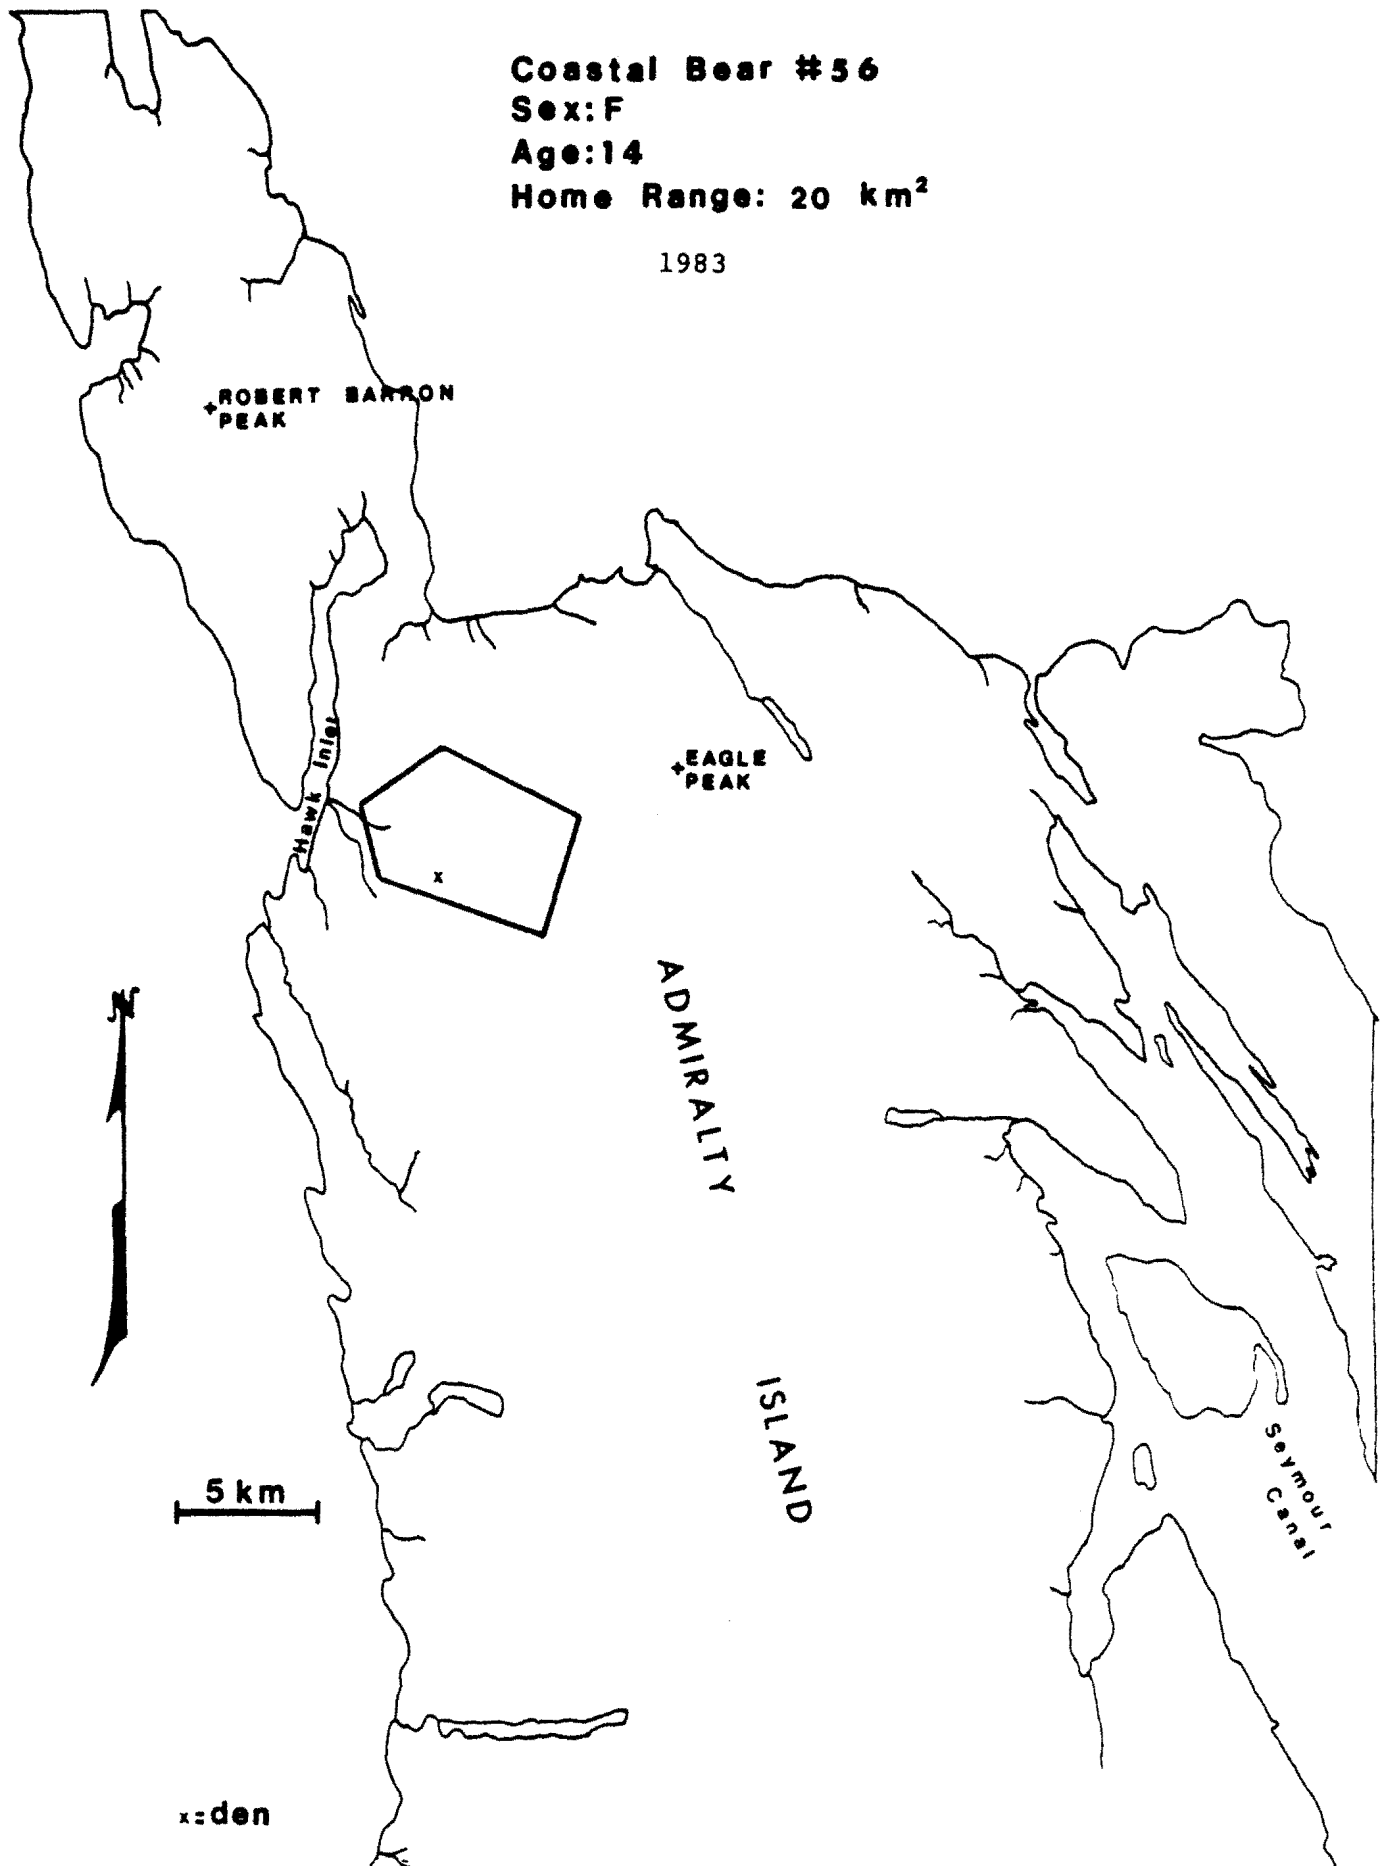 Coastal Bear #56
Sex:F
Age:14
Home Range: 20 km²
1983
+ROBERT BARRON
PEAK
Hawk Inlet
+EAGLE
PEAK
x
N
ADMIRALTY
ISLAND
Seymour
Canal
5 km
x=den